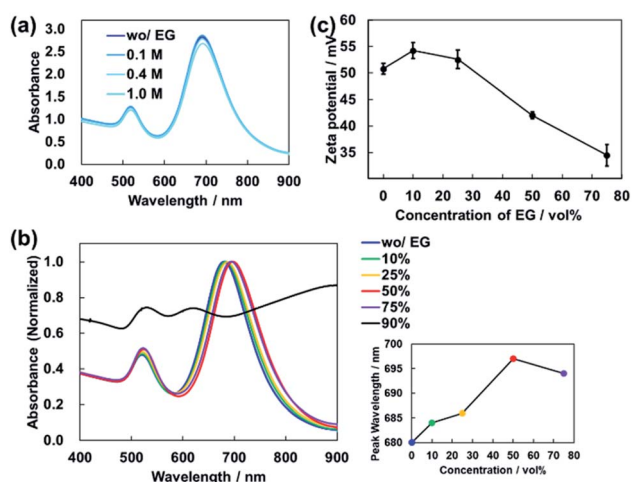 (a)
3.0
2.5
2.0
1.5
1.0
0.5
0.0
Absorbance
wo/ EG
0.1 M
0.4 M
1.0 M
400 500 600 700 800 900
Wavelength / nm
(c)
60
55
50
45
40
35
Zeta potential / mV
0 10 20 30 40 50 60 70 80
Concentration of EG / vol%
(b)
1.0
0.8
0.6
0.4
0.2
0.0
Absorbance (Normalized)
400 500 600 700 800 900
Wavelength / nm
wo/ EG
10%
25%
50%
75%
90%
700
695
690
685
680
Peak Wavelength / nm
0 10 20 30 40 50 60 70 80
Concentration / vol%